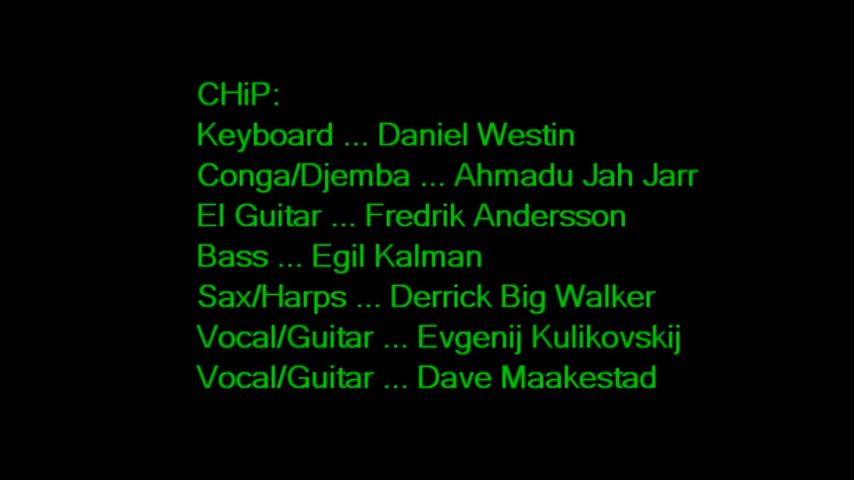 CHiP:
Keyboard ... Daniel Westin
Conga/Djemba ... Ahmadu Jah Jarr
El Guitar ... Fredrik Andersson
Bass ... Egil Kalman
Sax/Harps ... Derrick Big Walker
Vocal/Guitar ... Evgenij Kulikovskij
Vocal/Guitar ... Dave Maakestad